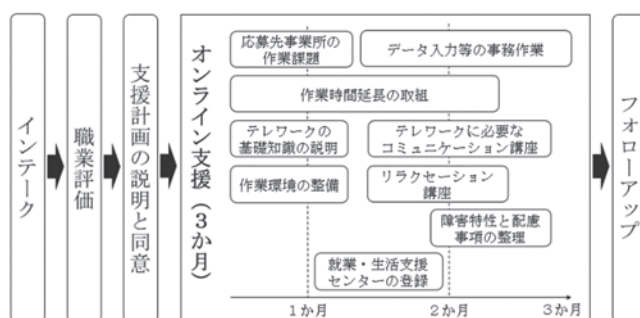 インテーク
職業評価
支援計画の説明と同意
オンライン支援（3か月）
応募先事業所の
作業課題
データ入力等の事務作業
作業時間延長の取組
テレワークの
基礎知識の説明
テレワークに必要な
コミュニケーション講座
作業環境の整備
リラクセーション
講座
障害特性と配慮
事項の整理
就業・生活支援
センターの登録
1か月
2か月
3か月
フォローアップ